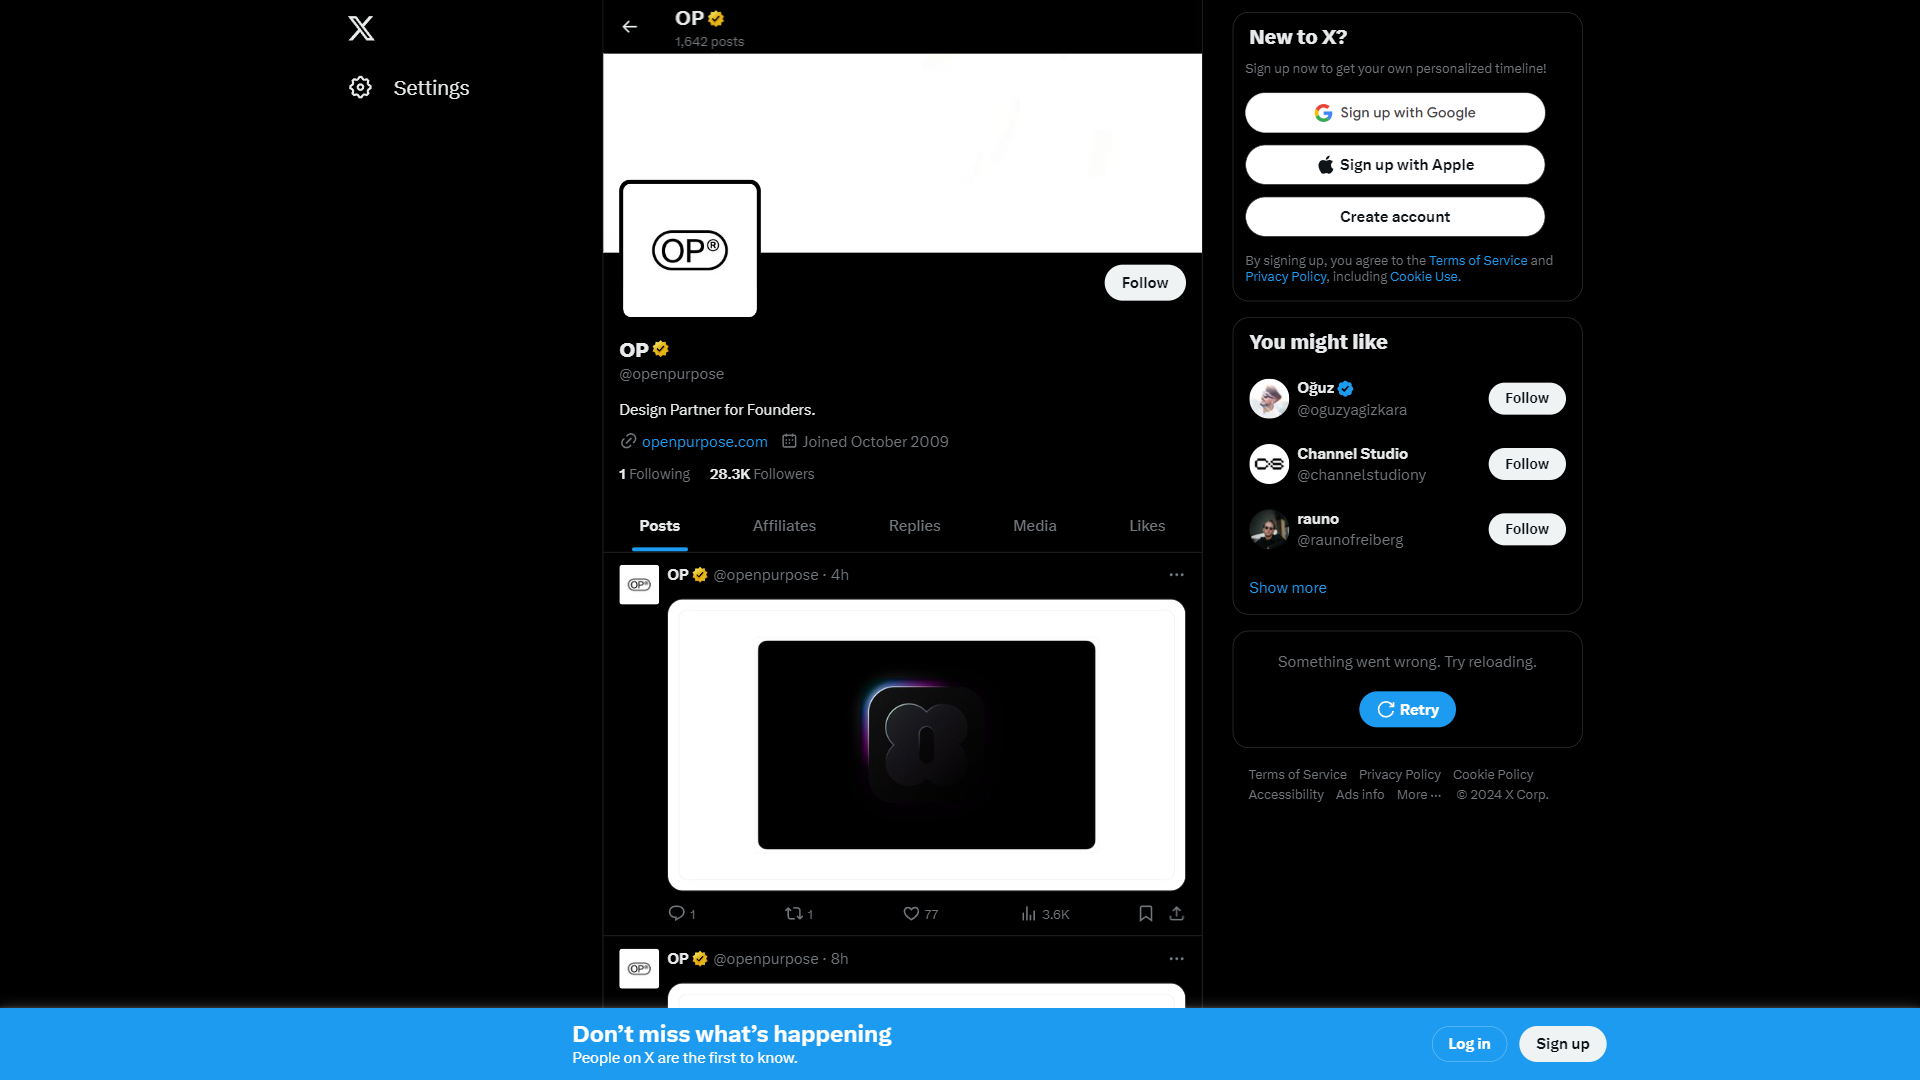 Settings
OP
1,642 posts
OP®
Follow
OP
@openpurpose
Design Partner for Founders.
openpurpose.com Joined October 2009
1 Following 28.3K Followers
Posts Affiliates Replies Media Likes
OP®
OP @openpurpose · 4h
1 1 77 3.6K
OP®
OP @openpurpose · 8h
New to X?
Sign up now to get your own personalized timeline!
Sign up with Google
Sign up with Apple
Create account
By signing up, you agree to the Terms of Service and
Privacy Policy, including Cookie Use.
You might like
Oğuz
@oguzyagizkara
Follow
CS
Channel Studio
@channelstudiony
Follow
rauno
@raunofreiberg
Follow
Show more
Something went wrong. Try reloading.
Retry
Terms of Service Privacy Policy Cookie Policy
Accessibility Ads info More ··· © 2024 X Corp.
Don’t miss what’s happening
People on X are the first to know.
Log in
Sign up